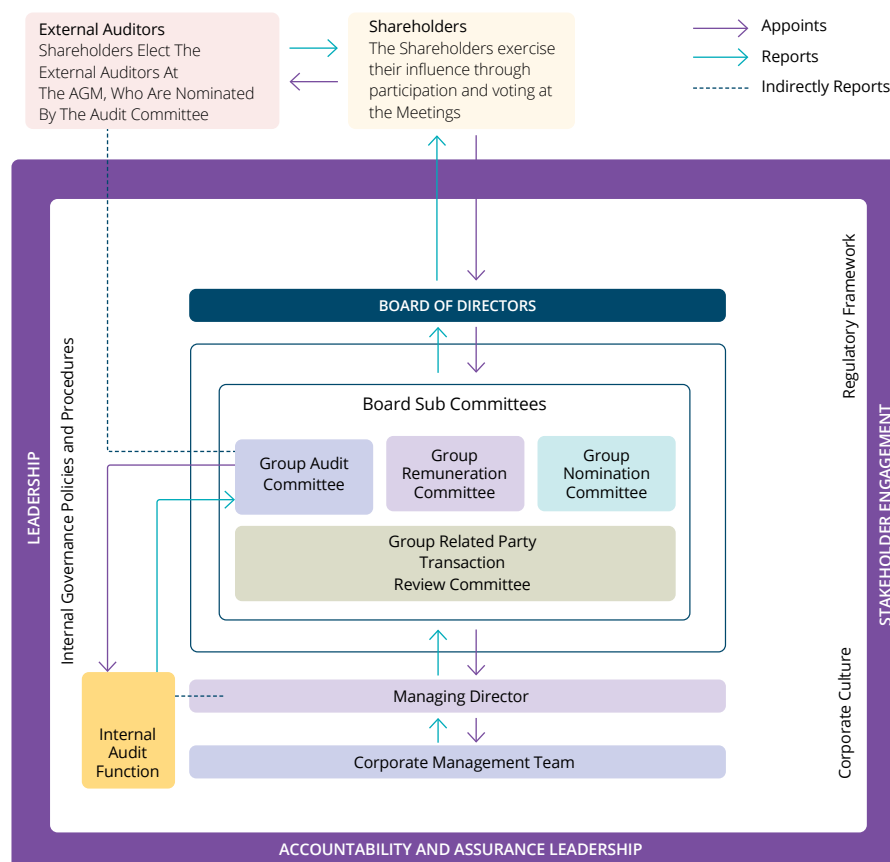 External Auditors
Shareholders Elect The
External Auditors At
The AGM, Who Are Nominated
By The Audit Committee
Shareholders
The Shareholders exercise
their influence through
participation and voting at
the Meetings
Appoints
Reports
Indirectly Reports
BOARD OF DIRECTORS
Board Sub Committees
Group Audit
Committee
Group
Remuneration
Committee
Group
Nomination
Committee
Group Related Party
Transaction
Review Committee
Managing Director
Corporate Management Team
Internal
Audit
Function
LEADERSHIP
Internal Governance Policies and Procedures
Regulatory Framework
Corporate Culture
STAKEHOLDER ENGAGEMENT
ACCOUNTABILITY AND ASSURANCE LEADERSHIP